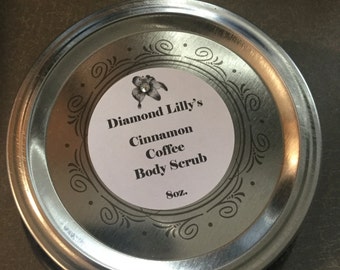 Diamond Lilly's
Cinnamon
Coffee
Body Scrub
8oz.